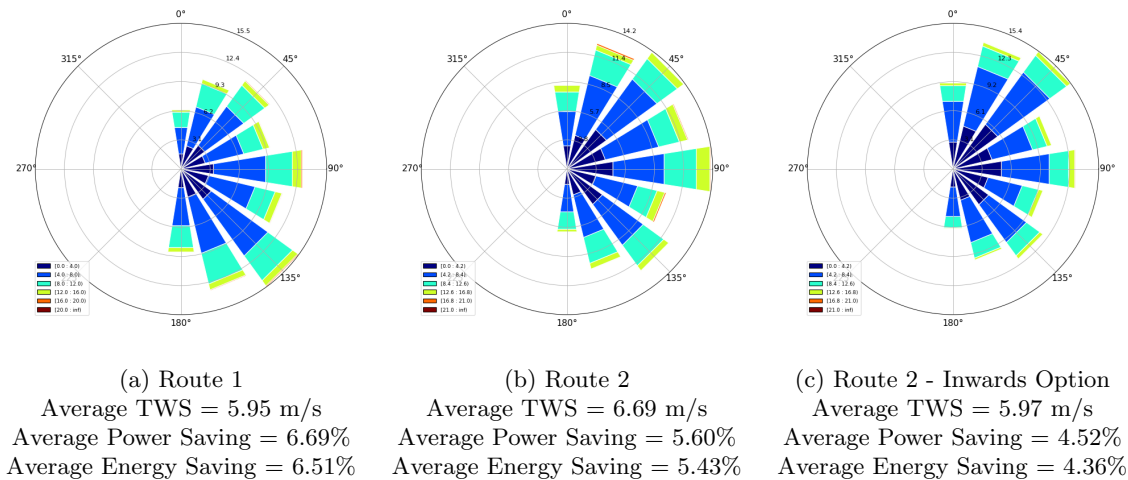 0°
45°
90°
135°
180°
270°
315°
15.5
12.4
9.3
6.2
[0.0 : 4.0)
[4.0 : 8.0)
[8.0 : 12.0)
[12.0 : 16.0)
[16.0 : 20.0)
[20.0 : inf)
0°
45°
90°
135°
180°
270°
315°
14.2
11.4
8.5
5.7
[0.0 : 4.2)
[4.2 : 8.4)
[8.4 : 12.6)
[12.6 : 16.8)
[16.8 : 21.0)
[21.0 : inf)
0°
45°
90°
135°
180°
270°
315°
15.4
12.3
9.2
6.1
[0.0 : 4.2)
[4.2 : 8.4)
[8.4 : 12.6)
[12.6 : 16.8)
[16.8 : 21.0)
[21.0 : inf)
(a) Route 1
Average TWS = 5.95 m/s
Average Power Saving = 6.69%
Average Energy Saving = 6.51%
(b) Route 2
Average TWS = 6.69 m/s
Average Power Saving = 5.60%
Average Energy Saving = 5.43%
(c) Route 2 - Inwards Option
Average TWS = 5.97 m/s
Average Power Saving = 4.52%
Average Energy Saving = 4.36%